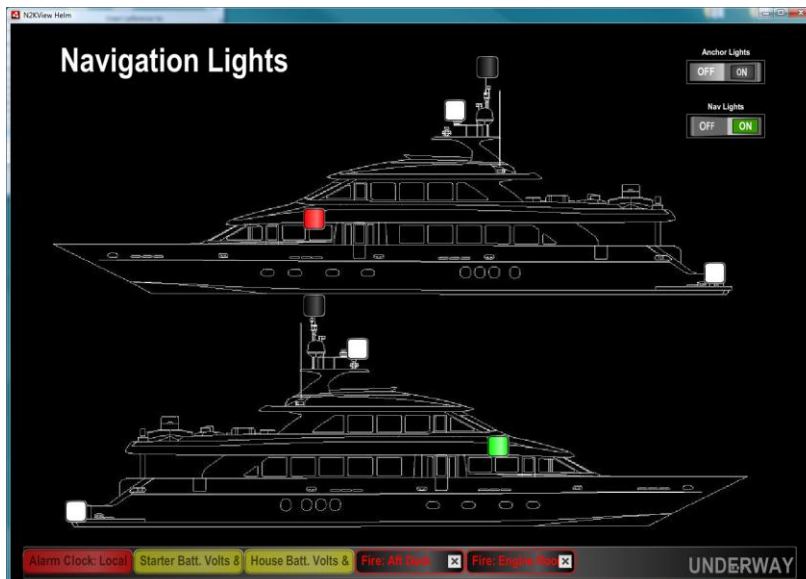 N2KView Helm
Navigation Lights
Anchor Lights
OFF ON
Nav Lights
OFF ON
Alarm Clock: Local
Starter Batt. Volts &
House Batt. Volts &
Fire: Aft Deck
Fire: Engine Roo
UNDERWAY